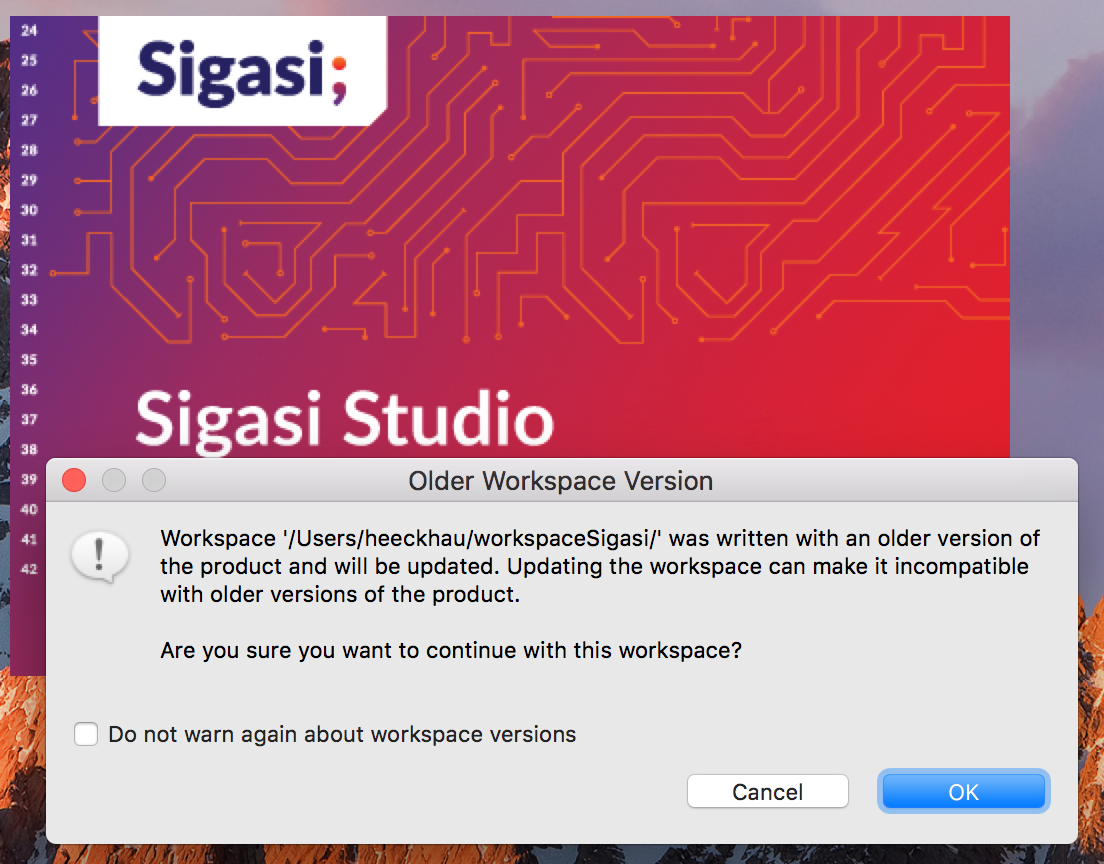 24
Sigasi;
25
26
27
28
29
30
31
32
33
34
35
36
37
Sigasi Studio
38
39
Older Workspace Version
40
41
42
!
Workspace '/Users/heeckhau/workspaceSigasi/' was written with an older version of
the product and will be updated. Updating the workspace can make it incompatible
with older versions of the product.
Are you sure you want to continue with this workspace?
Do not warn again about workspace versions
Cancel
OK